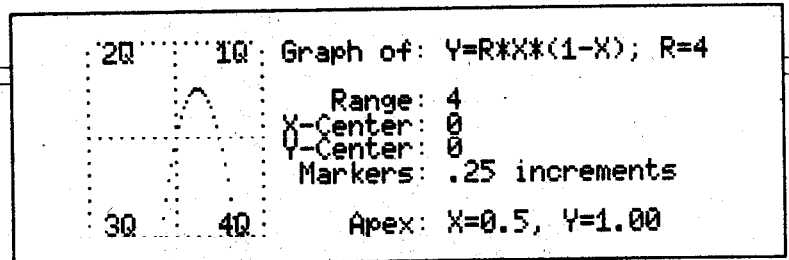 2Q 1Q Graph of: Y=R*X*(1-X); R=4
Range: 4
X-Center: 0
Y-Center: 0
Markers: .25 increments
3Q 4Q Apex: X=0.5, Y=1.00